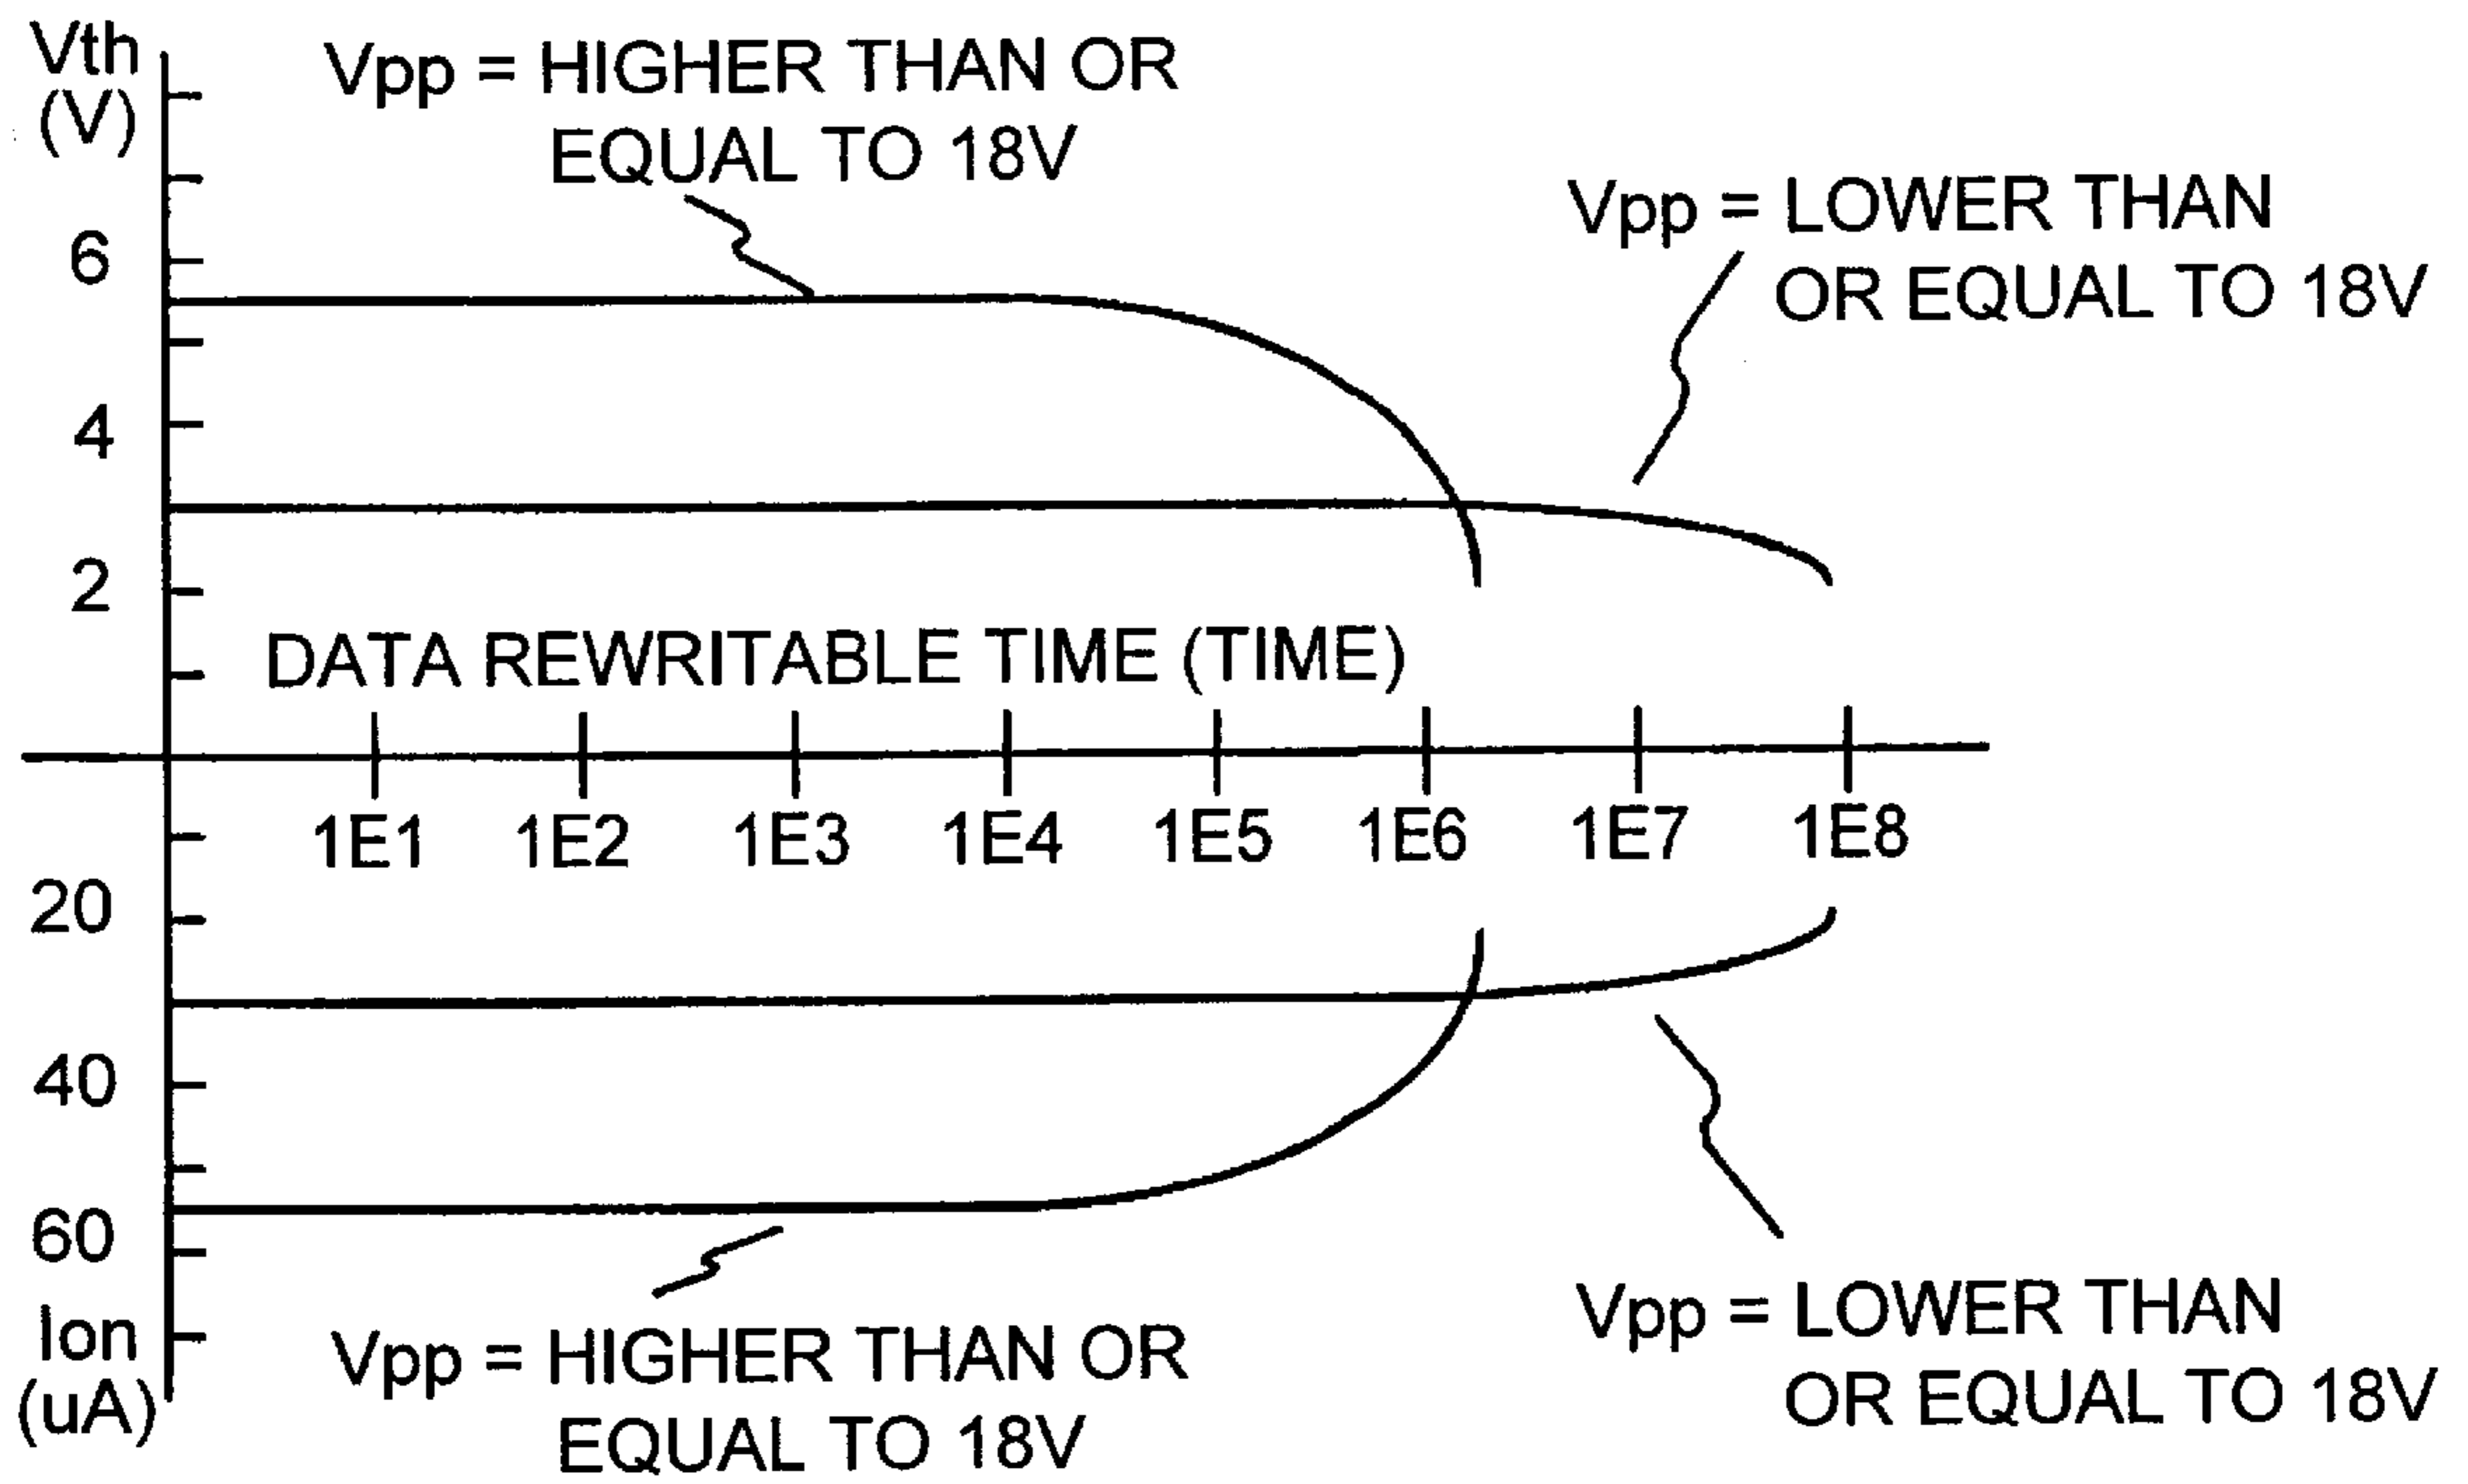 Vth
(V)
Vpp = HIGHER THAN OR
EQUAL TO 18V
Vpp = LOWER THAN
OR EQUAL TO 18V
6
4
2
DATA REWRITABLE TIME (TIME)
1E1 1E2 1E3 1E4 1E5 1E6 1E7 1E8
20
40
60
Ion
(uA)
Vpp = HIGHER THAN OR
EQUAL TO 18V
Vpp = LOWER THAN
OR EQUAL TO 18V